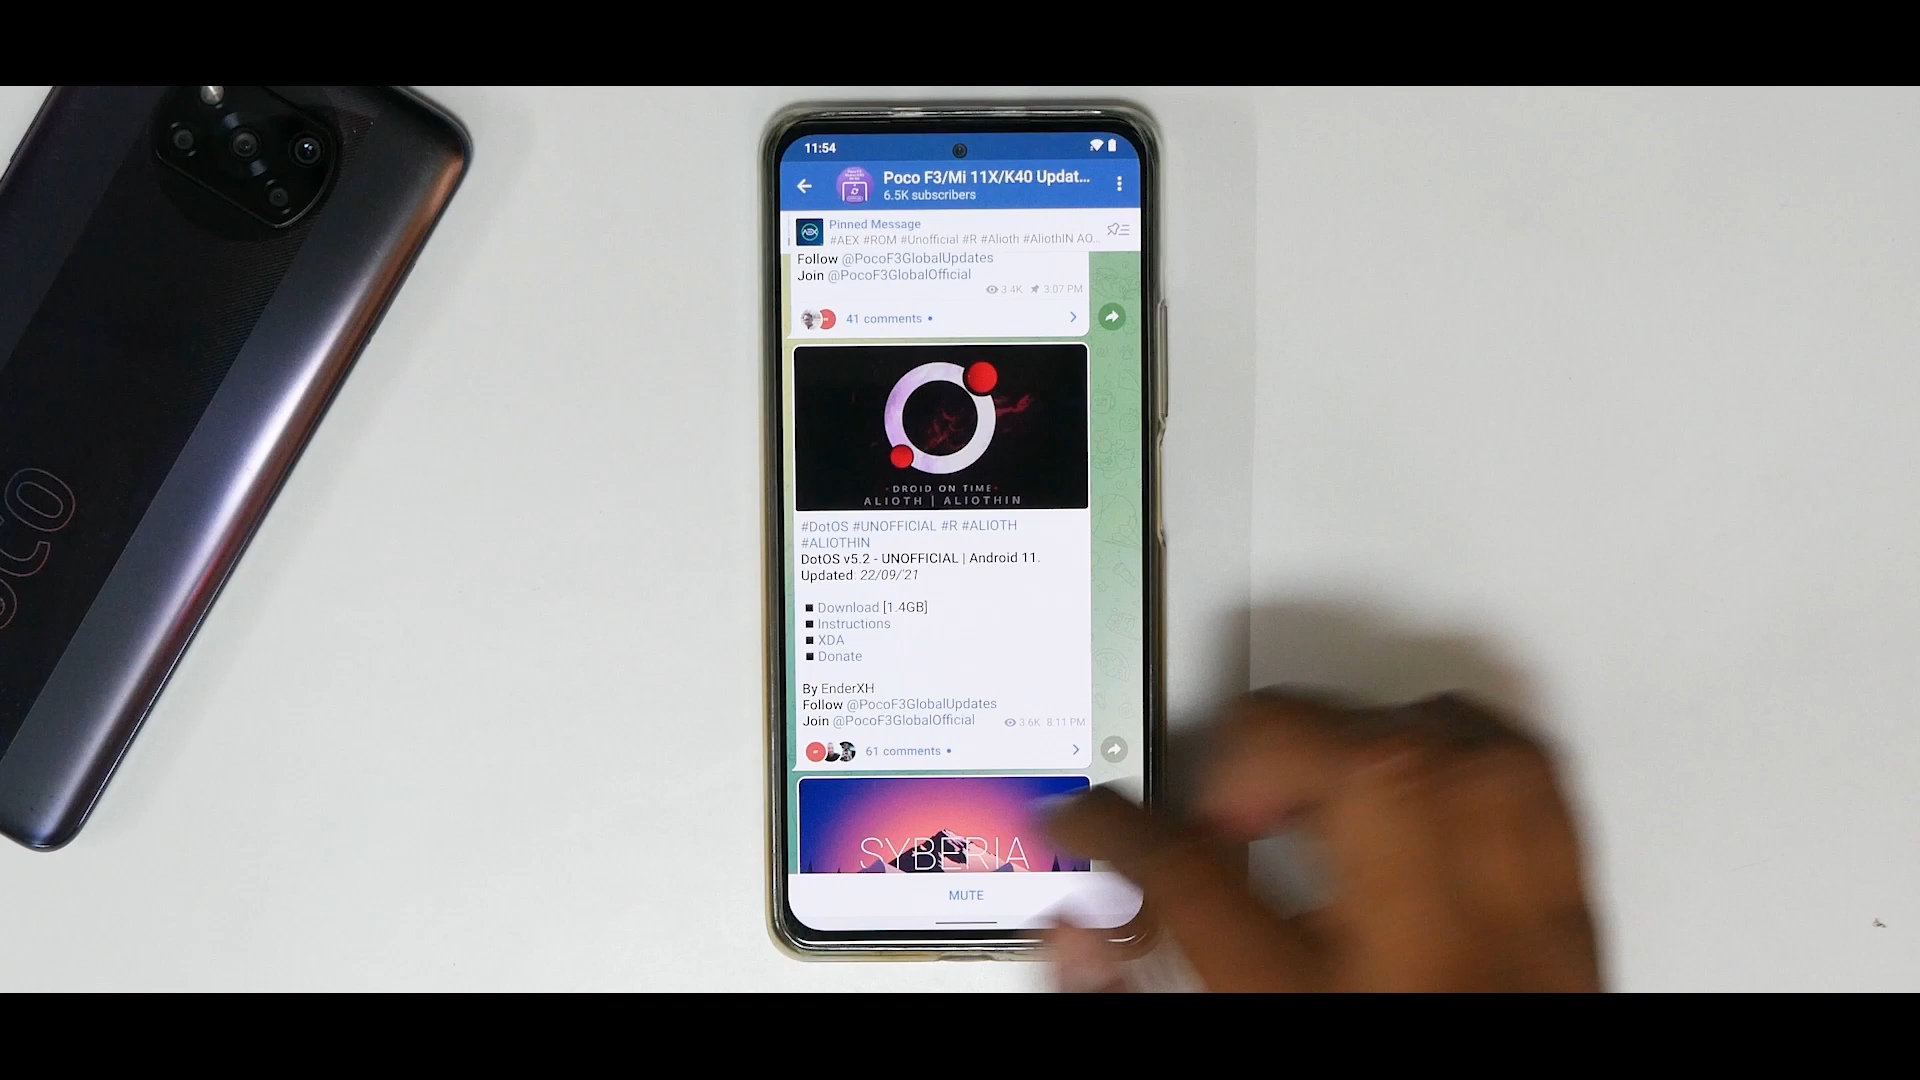 11:54
Poco F3/Mi 11X/K40 Updat...
6.5K subscribers
Pinned Message
#AEX #ROM #Unofficial #R #Alioth #AliothIN AO...
Follow @PocoF3GlobalUpdates
Join @PocoF3GlobalOfficial
3.4K 3:07 PM
41 comments
DROID ON TIME
ALIOTH | ALIOTHIN
#DotOS #UNOFFICIAL #R #ALIOTH
#ALIOTHIN
DotOS v5.2 - UNOFFICIAL | Android 11.
Updated: 22/09/'21
Download [1.4GB]
Instructions
XDA
Donate
By EnderXH
Follow @PocoF3GlobalUpdates
Join @PocoF3GlobalOfficial 3.6K 8:11 PM
61 comments
SYBERIA
MUTE